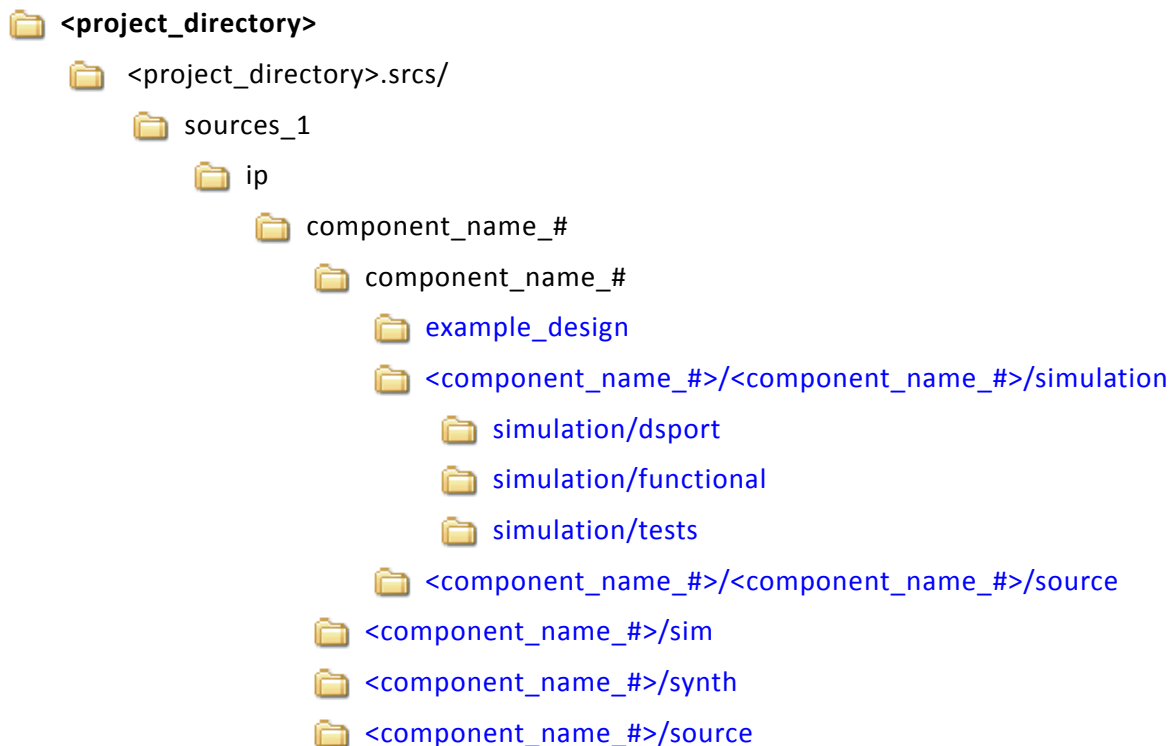 <project_directory>
<project_directory>.srcs/
sources_1
ip
component_name_#
component_name_#
example_design
<component_name_#>/<component_name_#>/simulation
simulation/dsport
simulation/functional
simulation/tests
<component_name_#>/<component_name_#>/source
<component_name_#>/sim
<component_name_#>/synth
<component_name_#>/source